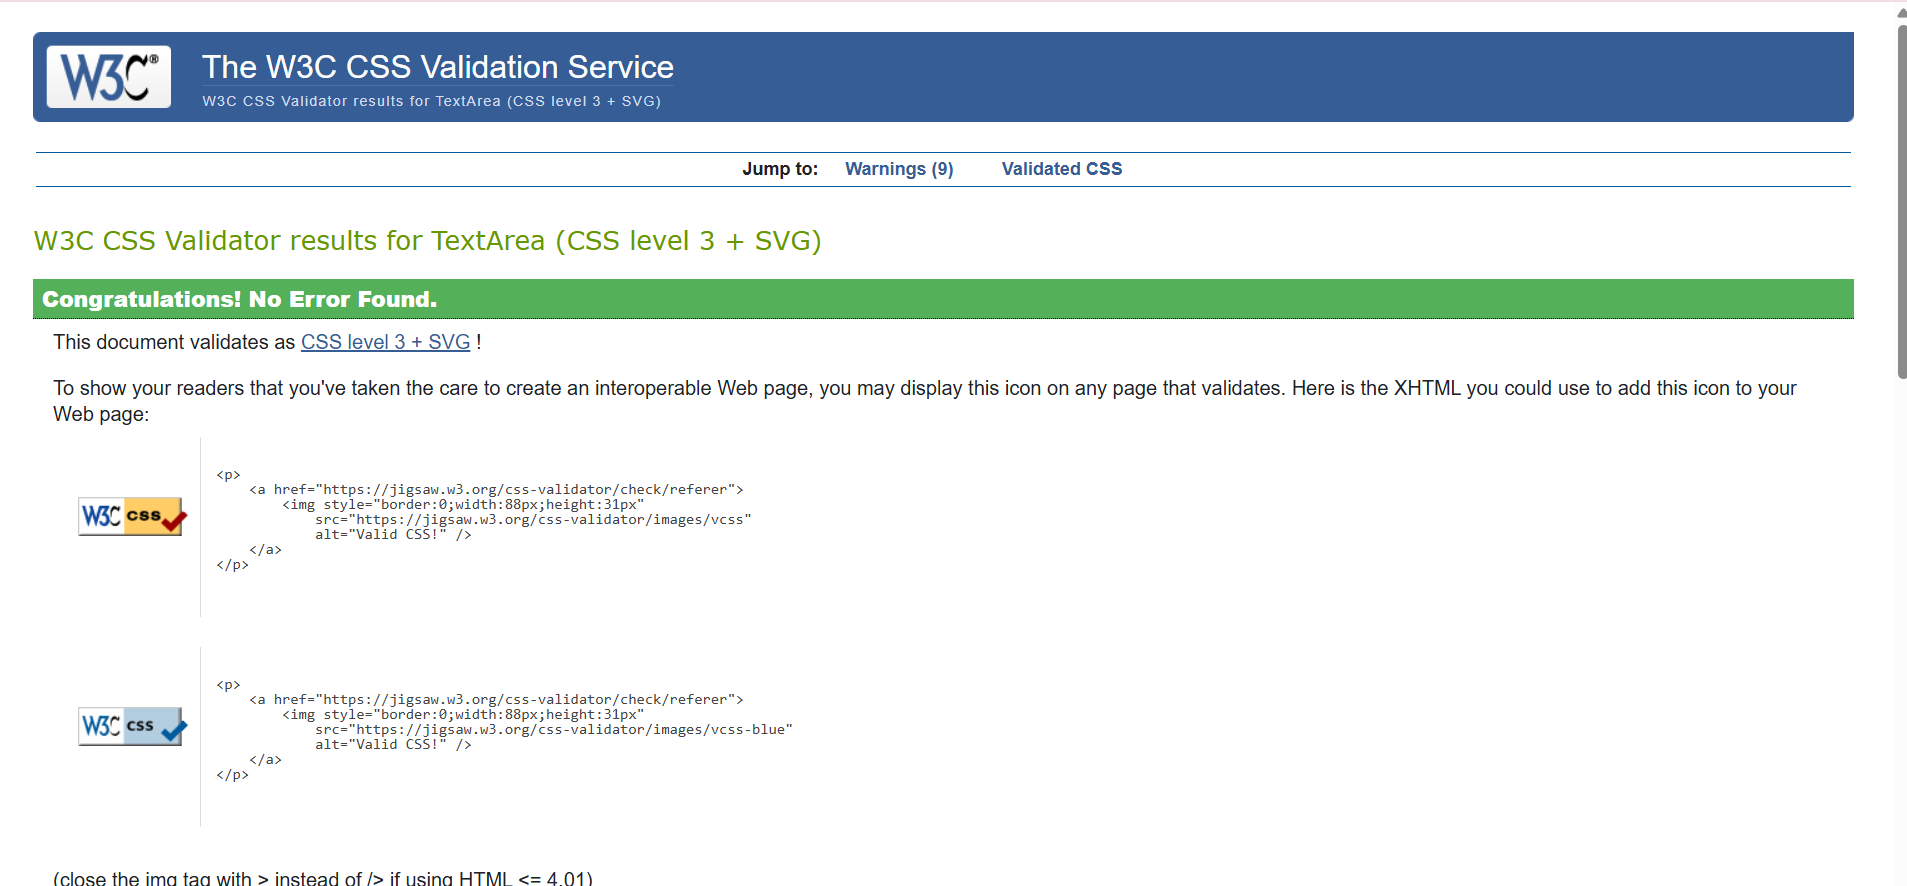 W3C®
The W3C CSS Validation Service
W3C CSS Validator results for TextArea (CSS level 3 + SVG)
Jump to: Warnings (9) Validated CSS
W3C CSS Validator results for TextArea (CSS level 3 + SVG)
Congratulations! No Error Found.
This document validates as CSS level 3 + SVG !
To show your readers that you've taken the care to create an interoperable Web page, you may display this icon on any page that validates. Here is the XHTML you could use to add this icon to your
Web page:
W3C css
<p>
    <a href="https://jigsaw.w3.org/css-validator/check/referer">
        <img style="border:0;width:88px;height:31px"
            src="https://jigsaw.w3.org/css-validator/images/vcss"
            alt="Valid CSS!" />
    </a>
</p>
W3C css
<p>
    <a href="https://jigsaw.w3.org/css-validator/check/referer">
        <img style="border:0;width:88px;height:31px"
            src="https://jigsaw.w3.org/css-validator/images/vcss-blue"
            alt="Valid CSS!" />
    </a>
</p>
(close the img tag with > instead of /> if using HTML <= 4.01)